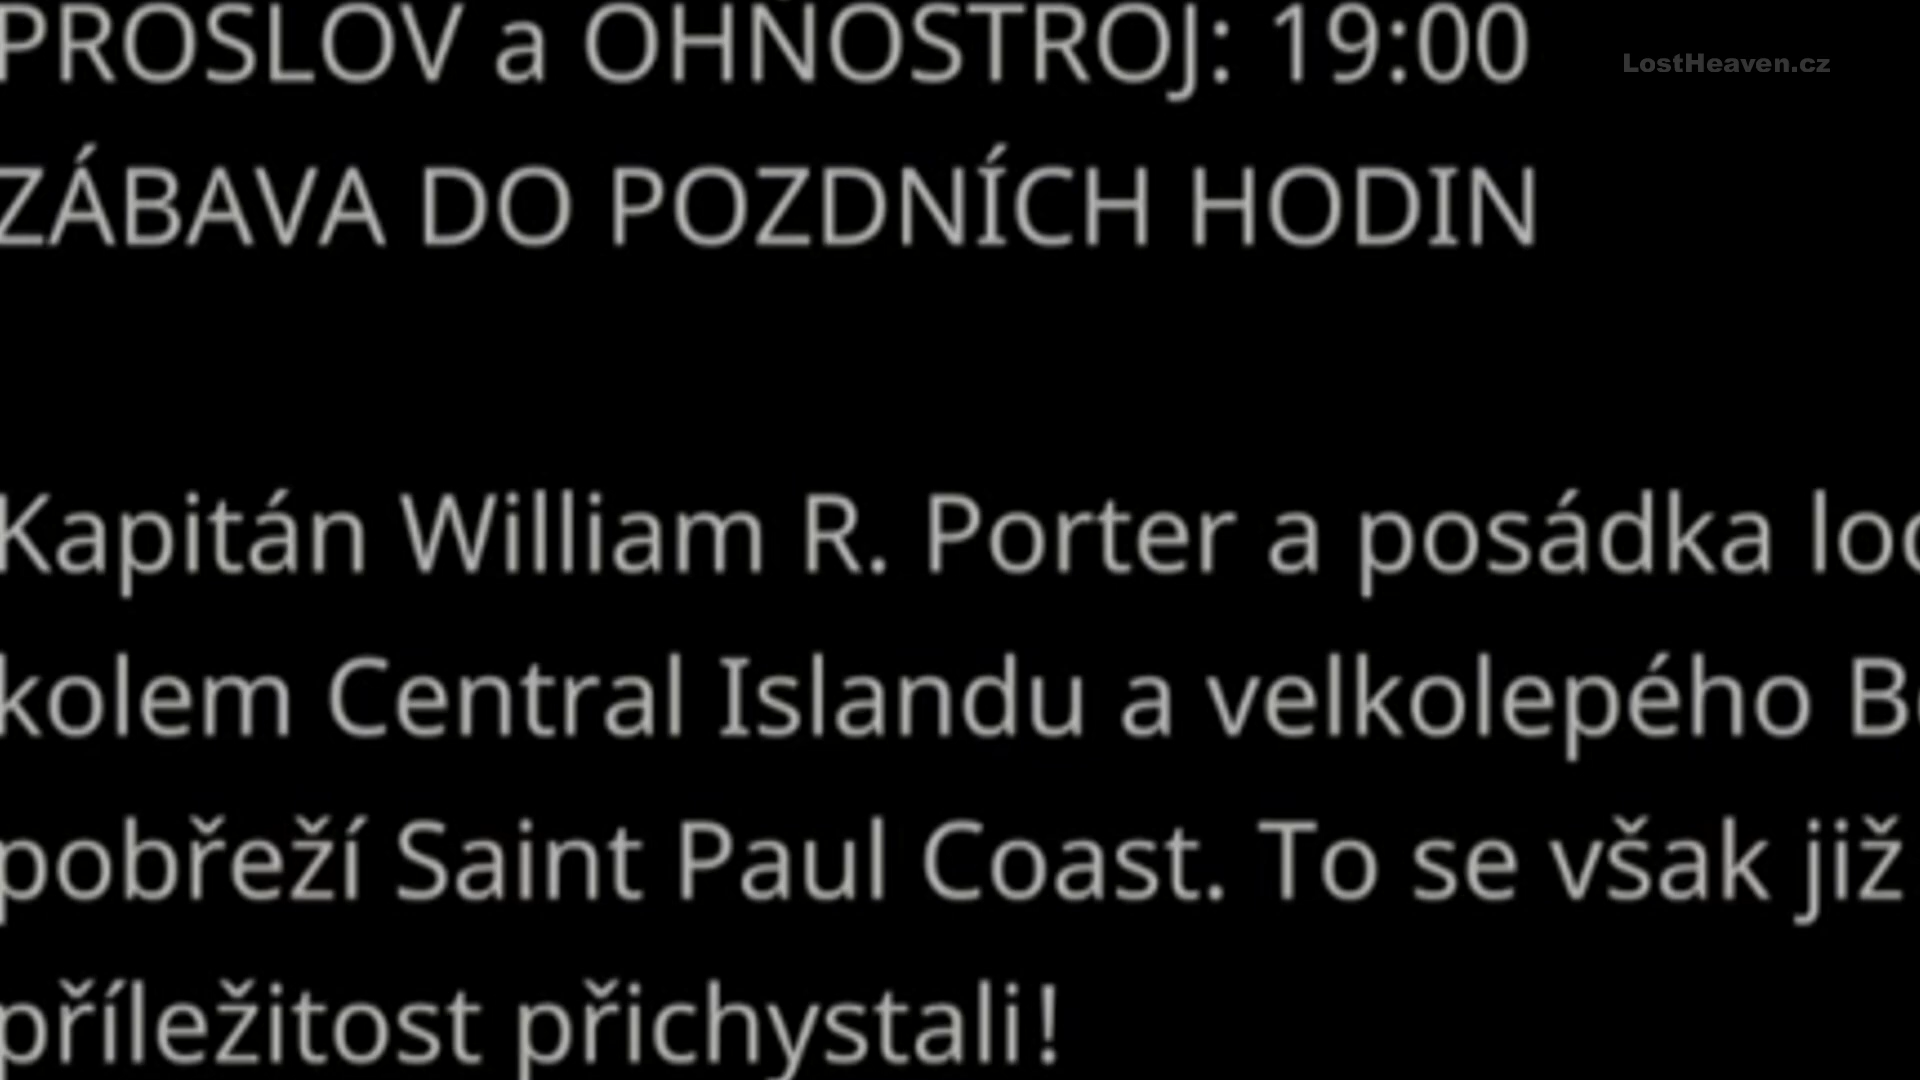 PROSLOV a OHŇOSTROJ: 19:00
LostHeaven.cz
ZÁBAVA DO POZDNÍCH HODIN
Kapitán William R. Porter a posádka
kolem Central Islandu a velkolepého
pobřeží Saint Paul Coast. To se však již
příležitost přichystali!